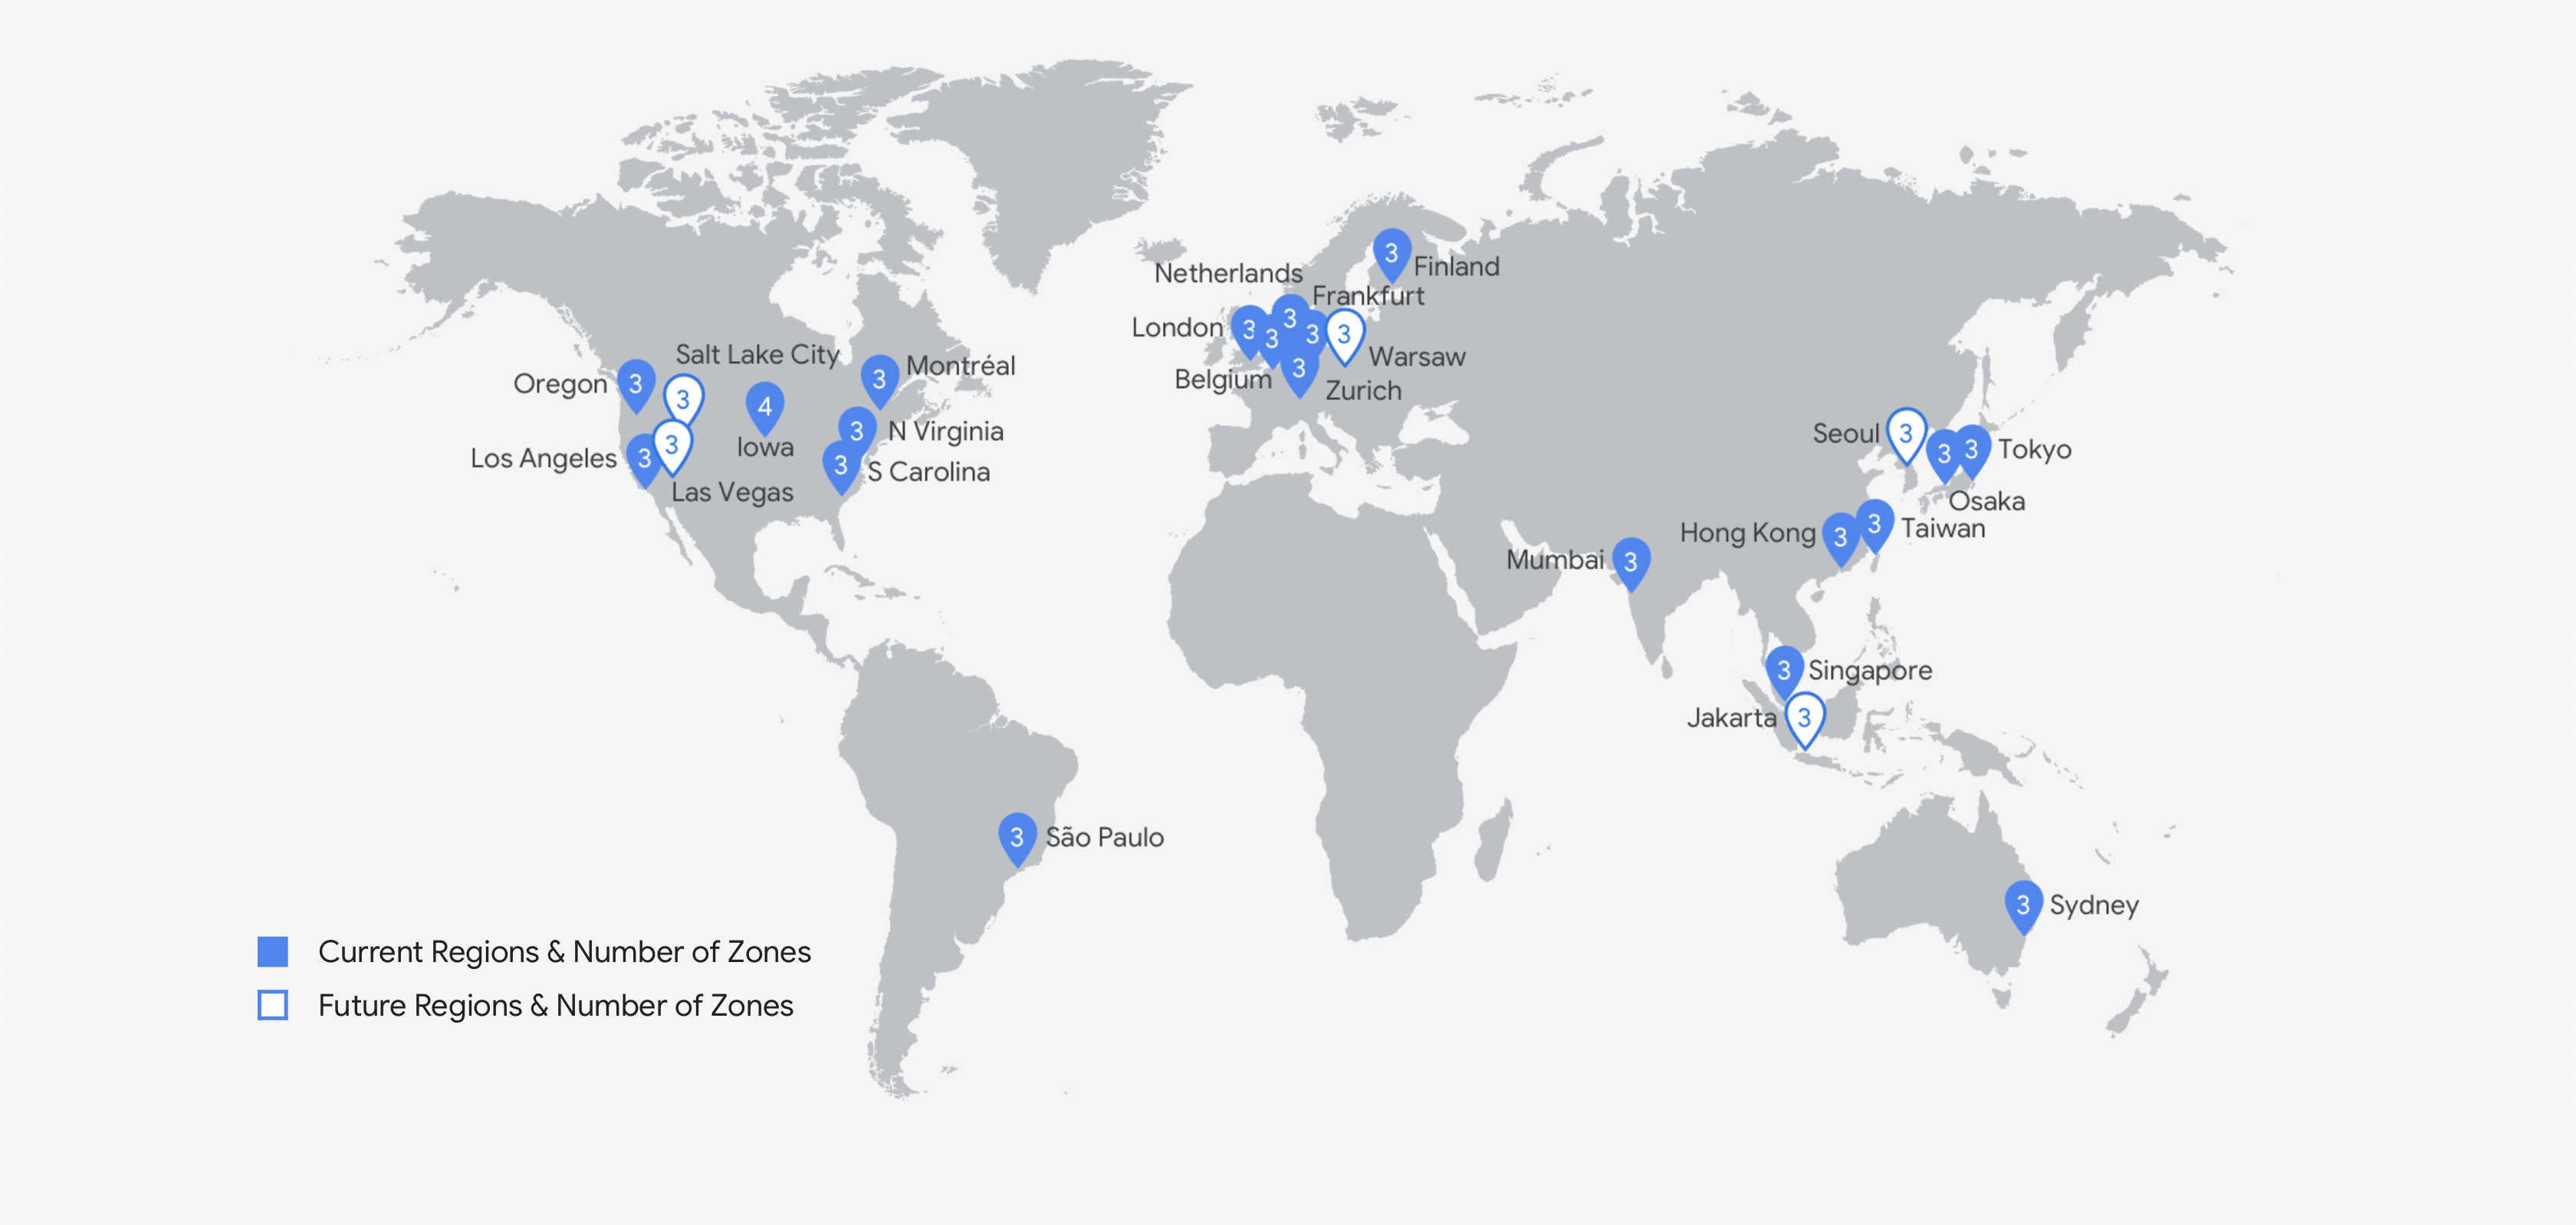 3
Finland
Netherlands
Frankfurt
London
3
3
3
3
3
Warsaw
Belgium
3
Zurich
Salt Lake City
Oregon
3
3
4
Iowa
3
Montréal
Los Angeles
3
3
Las Vegas
3
N Virginia
3
S Carolina
Seoul
3
3
3
Tokyo
Osaka
Hong Kong
3
3
Taiwan
Mumbai
3
3
Singapore
Jakarta
3
3
São Paulo
3
Sydney
Current Regions & Number of Zones
Future Regions & Number of Zones